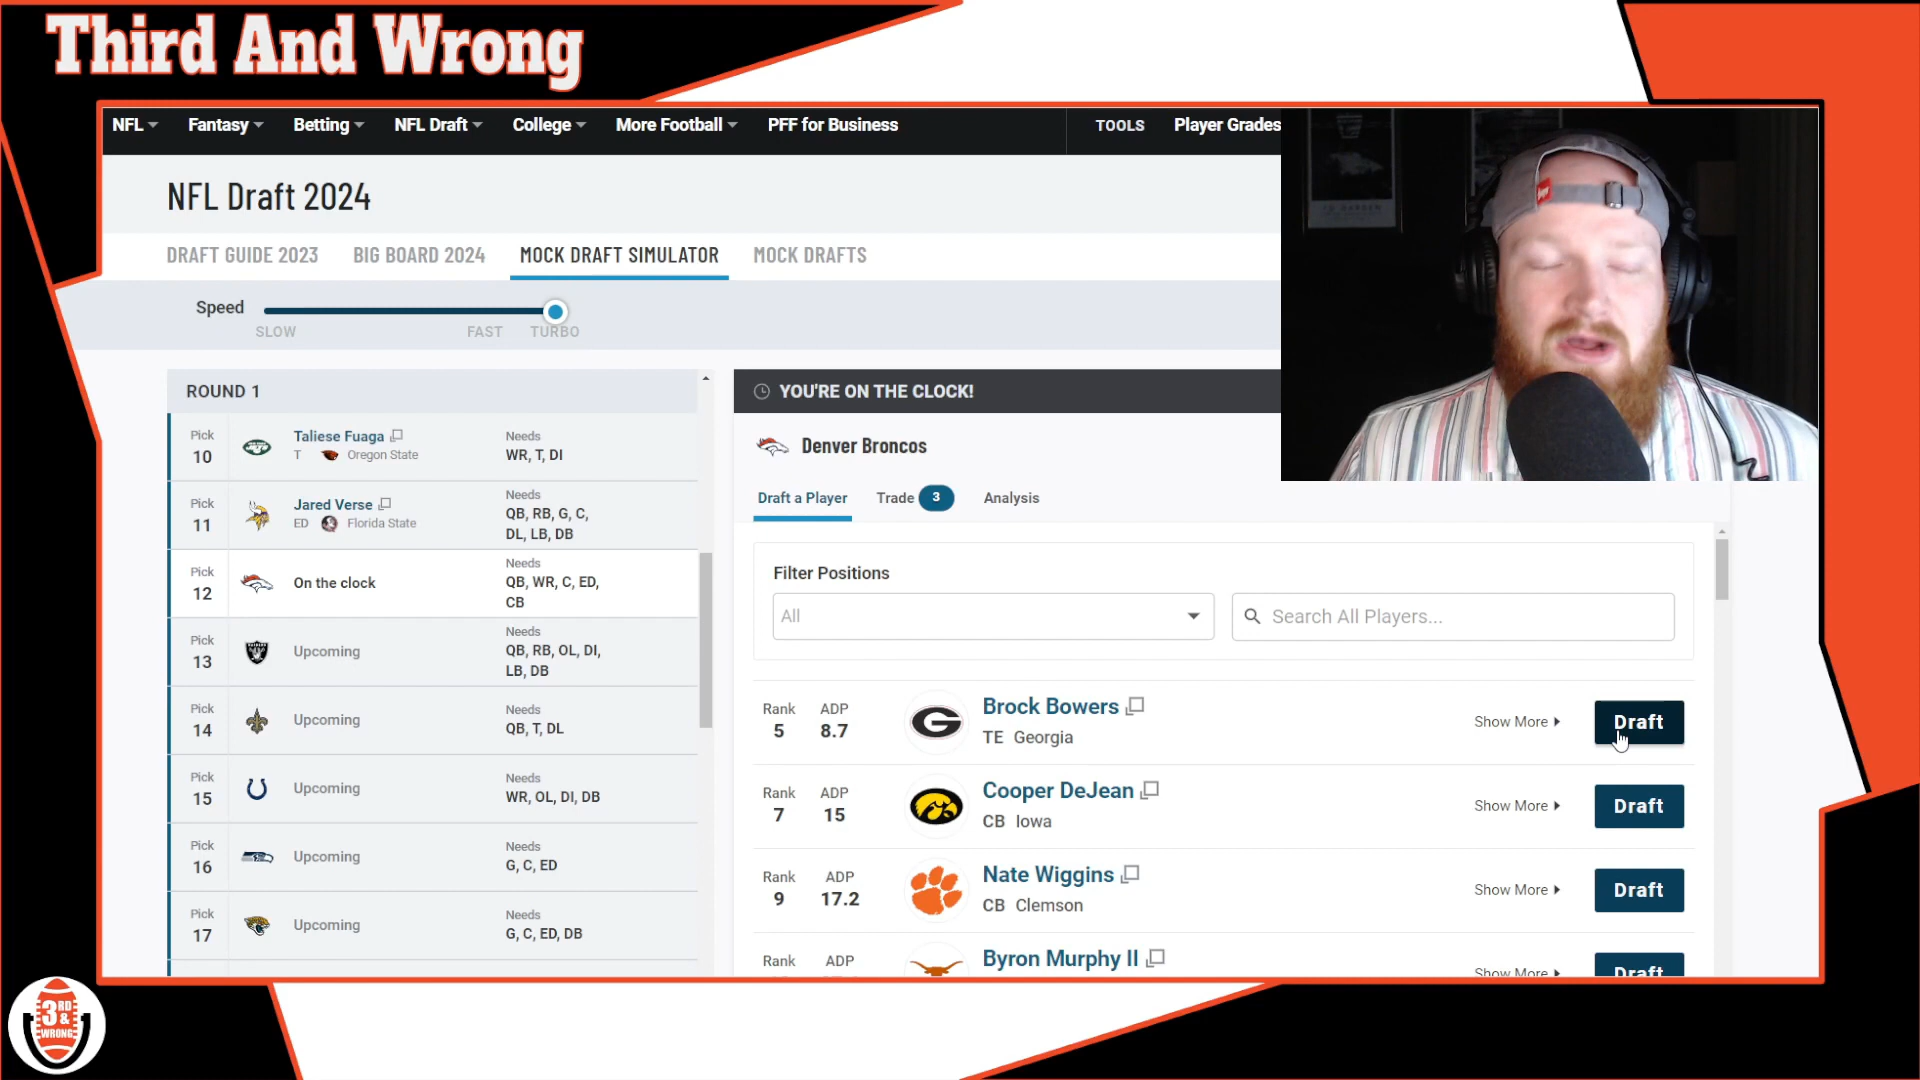 Third And Wrong
NFL Fantasy Betting NFL Draft College More Football PFF for Business TOOLS Player Grades
NFL Draft 2024
DRAFT GUIDE 2023 BIG BOARD 2024 MOCK DRAFT SIMULATOR MOCK DRAFTS
Speed
SLOW FAST TURBO
ROUND 1
Pick 10
Taliese Fuaga
T Oregon State
Needs
WR, T, DI
Pick 11
Jared Verse
ED Florida State
Needs
QB, RB, G, C,
DL, LB, DB
Pick 12
On the clock
Needs
QB, WR, C, ED,
CB
Pick 13
Upcoming
Needs
QB, RB, OL, DI,
LB, DB
Pick 14
Upcoming
Needs
QB, T, DL
Pick 15
Upcoming
Needs
WR, OL, DI, DB
Pick 16
Upcoming
Needs
G, C, ED
Pick 17
Upcoming
Needs
G, C, ED, DB
YOU'RE ON THE CLOCK!
Denver Broncos
Draft a Player Trade 3 Analysis
Filter Positions
All
Search All Players...
Rank 5
ADP 8.7
Brock Bowers
TE Georgia
Show More
Draft
Rank 7
ADP 15
Cooper DeJean
CB Iowa
Show More
Draft
Rank 9
ADP 17.2
Nate Wiggins
CB Clemson
Show More
Draft
Rank
ADP
Byron Murphy II
Show More
Draft
3RD
&
WRONG